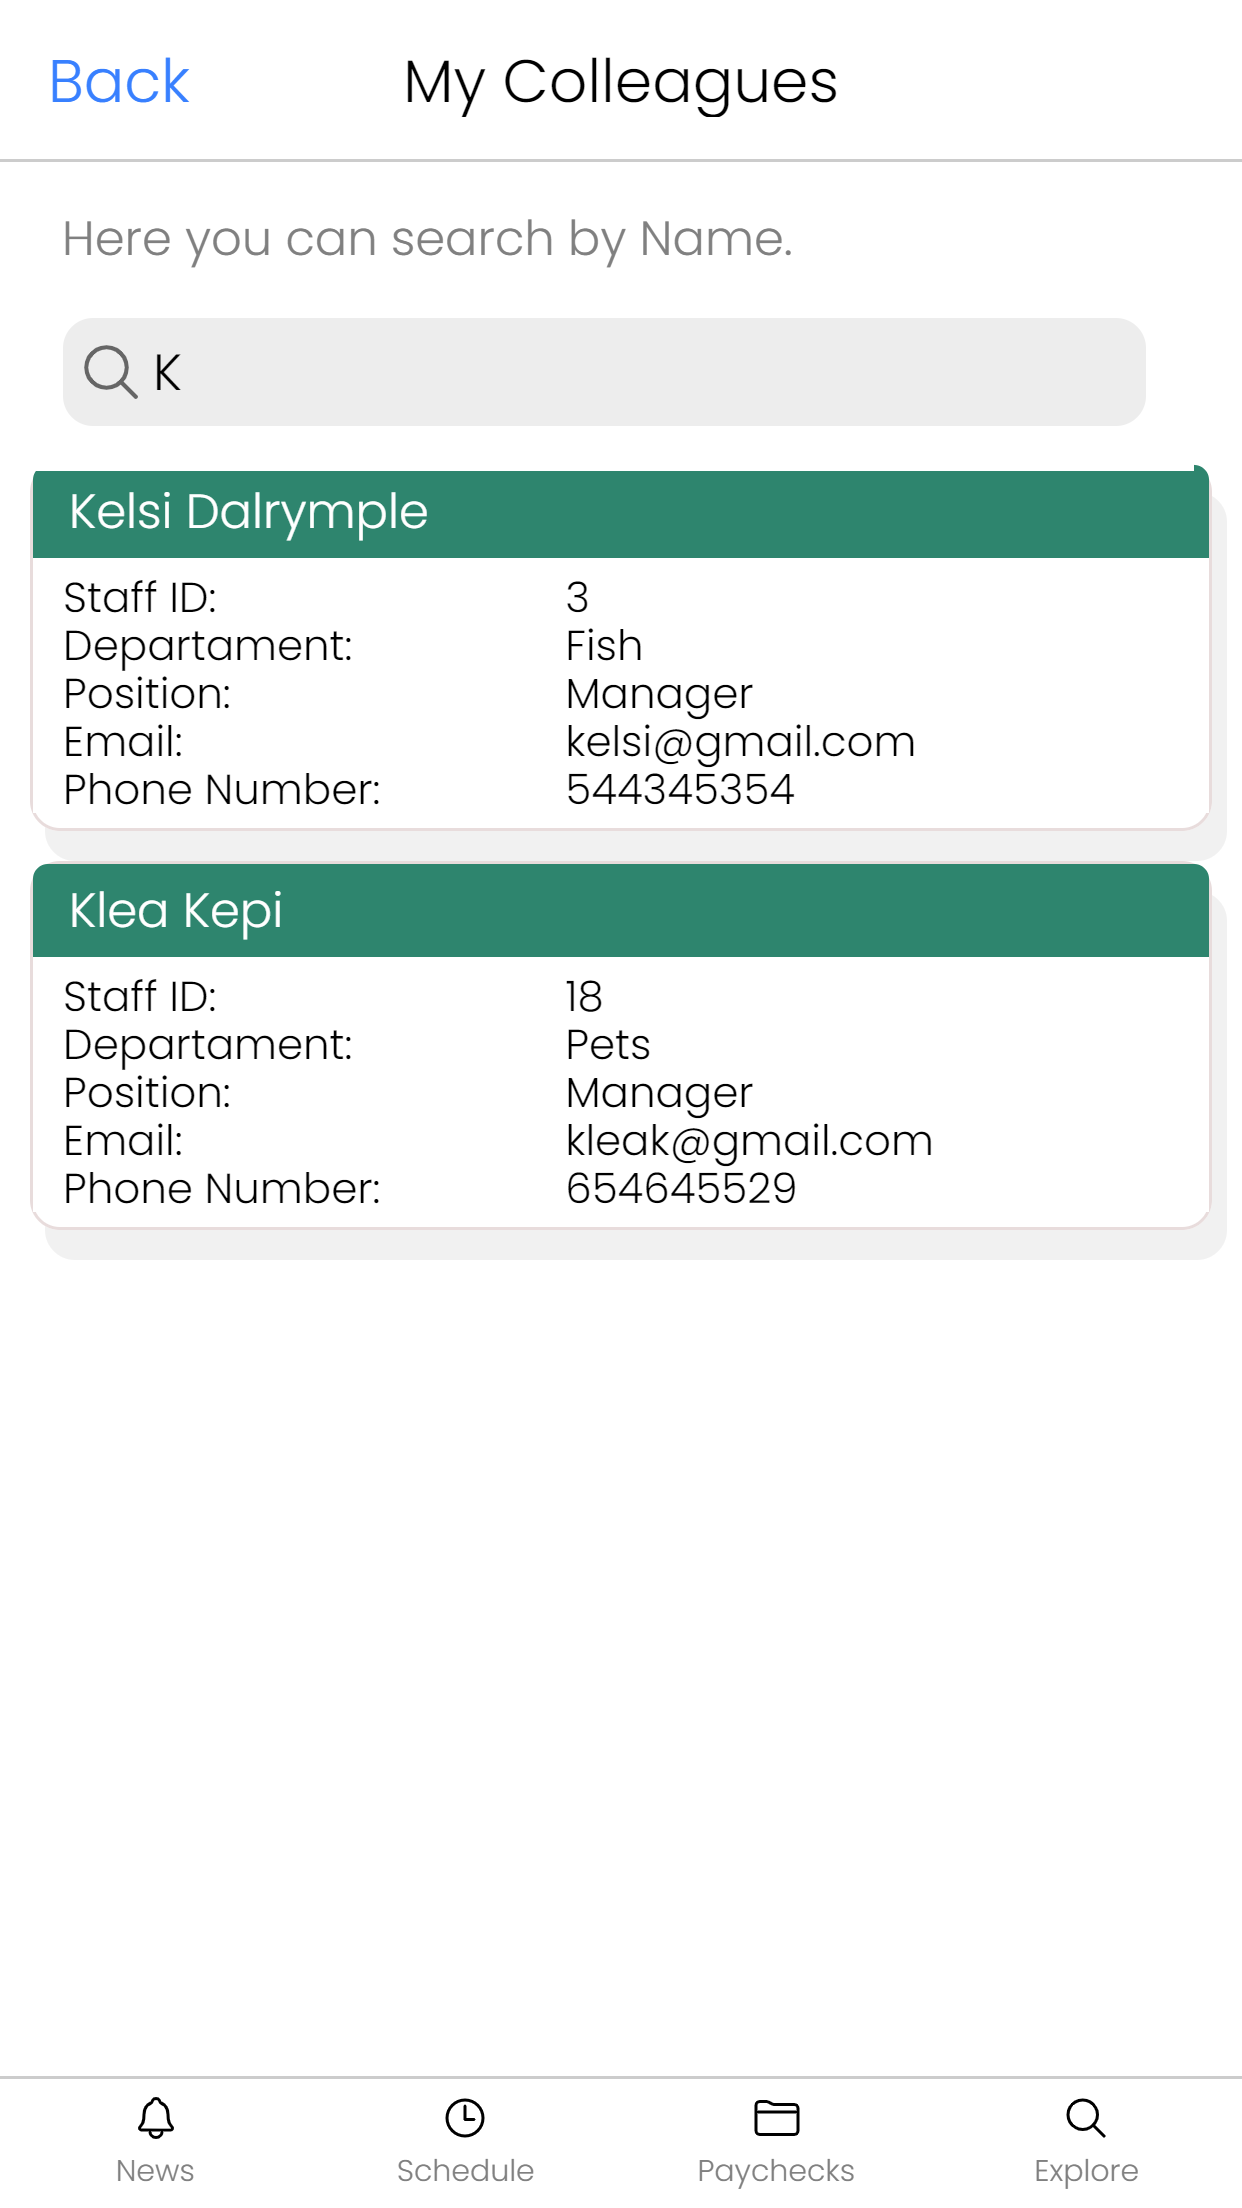 Back My Colleagues
Here you can search by Name.
K
Kelsi Dalrymple
Staff ID: 3
Departament: Fish
Position: Manager
Email: kelsi@gmail.com
Phone Number: 544345354
Klea Kepi
Staff ID: 18
Departament: Pets
Position: Manager
Email: kleak@gmail.com
Phone Number: 654645529
News Schedule Paychecks Explore